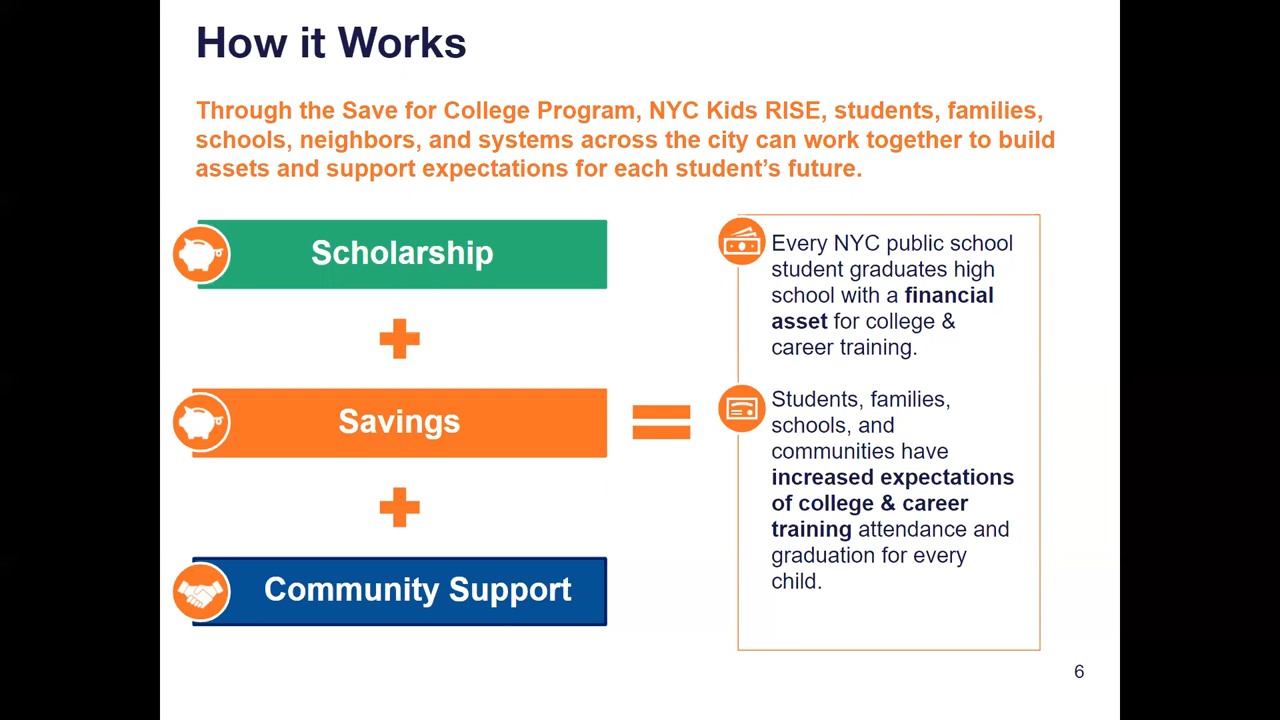 How it Works
Through the Save for College Program, NYC Kids RISE, students, families,
schools, neighbors, and systems across the city can work together to build
assets and support expectations for each student’s future.
Scholarship
+
Savings
+
Community Support
=
Every NYC public school
student graduates high
school with a financial
asset for college &
career training.
Students, families,
schools, and
communities have
increased expectations
of college & career
training attendance and
graduation for every
child.
6